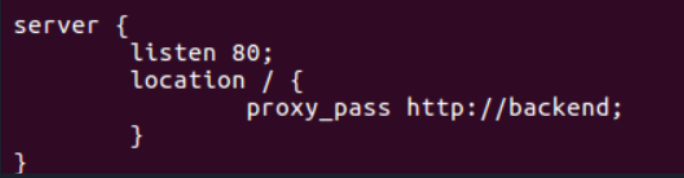 server {
        listen 80;
        location / {
                proxy_pass http://backend;
        }
}